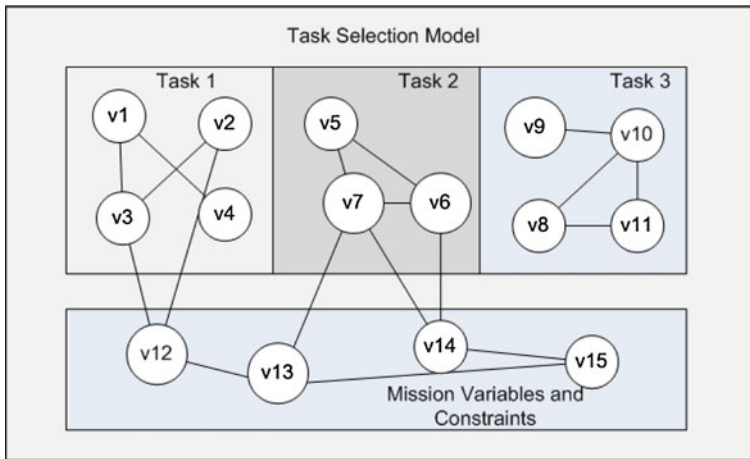 Task Selection Model
Task 1
Task 2
Task 3
v1
v2
v3
v4
v5
v7
v6
v9
v10
v8
v11
v12
v13
v14
v15
Mission Variables and
Constraints